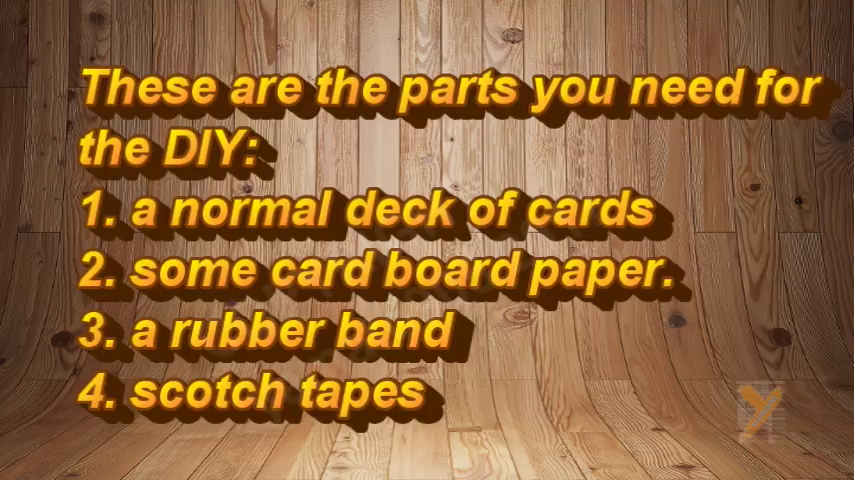 These are the parts you need for
the DIY:
1. a normal deck of cards
2. some card board paper.
3. a rubber band
4. scotch tapes